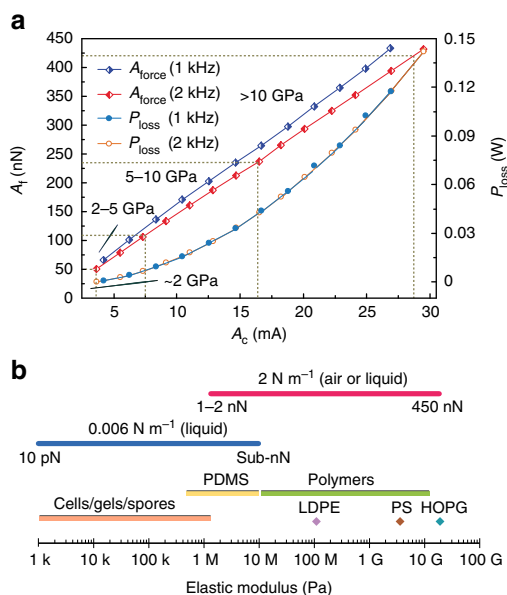 a
450
400
350
300
250
200
150
100
50
0
A_f (nN)
A_force (1 kHz)
A_force (2 kHz)
P_loss (1 kHz)
P_loss (2 kHz)
>10 GPa
5–10 GPa
2–5 GPa
~2 GPa
0.15
0.12
0.09
0.06
0.03
0
P_loss (W)
5 10 15 20 25 30
A_c (mA)
b
2 N m⁻¹ (air or liquid)
1–2 nN 450 nN
0.006 N m⁻¹ (liquid)
10 pN Sub-nN
PDMS Polymers
Cells/gels/spores LDPE PS HOPG
1 k 10 k 100 k 1 M 10 M 100 M 1 G 10 G 100 G
Elastic modulus (Pa)